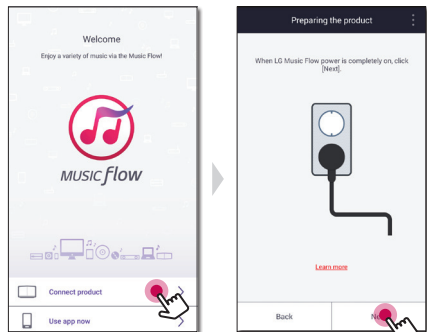 Welcome
Enjoy a variety of music via the Music Flow!
MUSIC flow
Connect product
Use app now
Preparing the product
When LG Music Flow power is completely on, click
[Next].
Learn more
Back